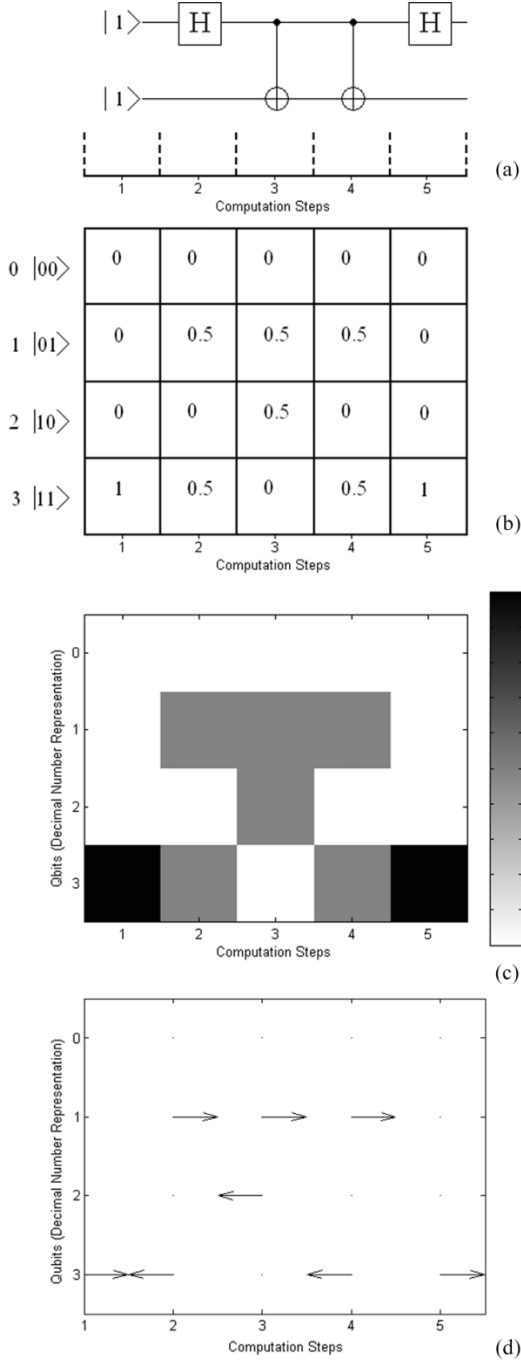 |1⟩ H H
|1⟩
(a)
1 2 3 4 5
Computation Steps
0 |00⟩ 0 0 0 0 0
1 |01⟩ 0 0.5 0.5 0.5 0
2 |10⟩ 0 0 0.5 0 0
3 |11⟩ 1 0.5 0 0.5 1
(b)
1 2 3 4 5
Computation Steps
Qbits (Decimal Number Representation)
0
1
2
3
1 2 3 4 5
Computation Steps
(c)
Qubits (Decimal Number Representation)
0
1
2
3
1 2 3 4 5
Computation Steps
(d)